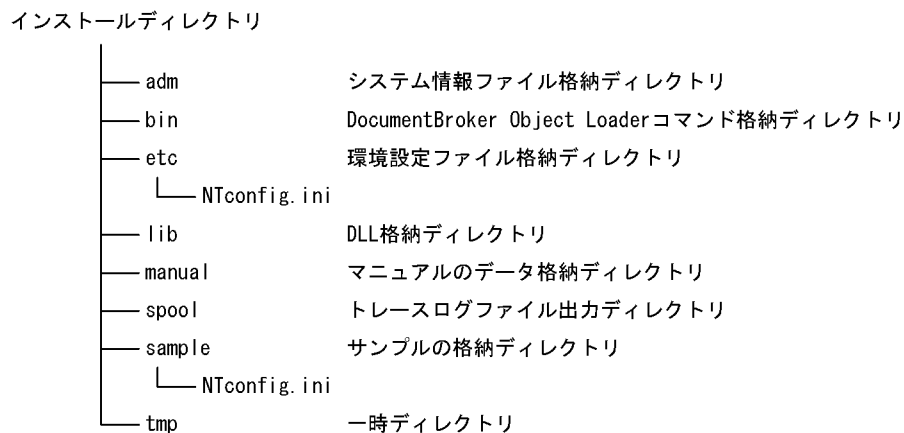 インストールディレクトリ
adm システム情報ファイル格納ディレクトリ
bin DocumentBroker Object Loaderコマンド格納ディレクトリ
etc 環境設定ファイル格納ディレクトリ
NTconfig.ini
lib DLL格納ディレクトリ
manual マニュアルのデータ格納ディレクトリ
spool トレースログファイル出力ディレクトリ
sample サンプルの格納ディレクトリ
NTconfig.ini
tmp 一時ディレクトリ